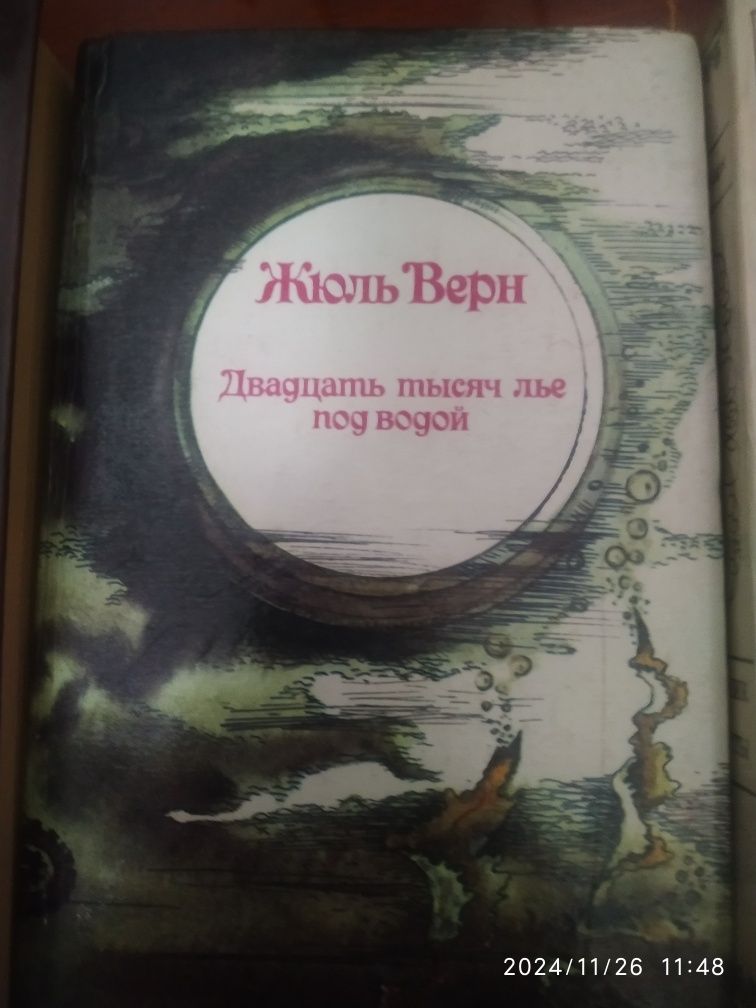 Жюль Верн
Двадцать тысяч лье
под водой
2024/11/26 11:48